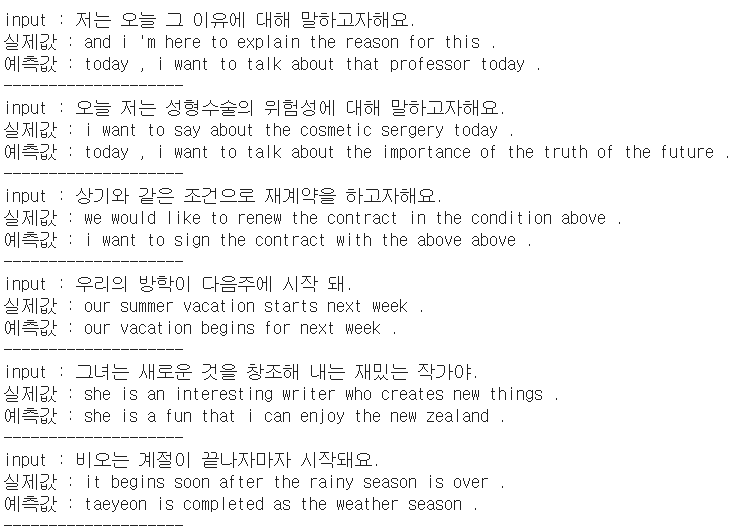 input : 저는 오늘 그 이유에 대해 말하고자해요.
실제값 : and i 'm here to explain the reason for this .
예측값 : today , i want to talk about that professor today .
--------------------
input : 오늘 저는 성형수술의 위험성에 대해 말하고자해요.
실제값 : i want to say about the cosmetic sergery today .
예측값 : today , i want to talk about the importance of the truth of the future .
--------------------
input : 상기와 같은 조건으로 재계약을 하고자해요.
실제값 : we would like to renew the contract in the condition above .
예측값 : i want to sign the contract with the above above .
--------------------
input : 우리의 방학이 다음주에 시작 돼.
실제값 : our summer vacation starts next week .
예측값 : our vacation begins for next week .
--------------------
input : 그녀는 새로운 것을 창조해 내는 재밌는 작가야.
실제값 : she is an interesting writer who creates new things .
예측값 : she is a fun that i can enjoy the new zealand .
--------------------
input : 비오는 계절이 끝나자마자 시작돼요.
실제값 : it begins soon after the rainy season is over .
예측값 : taeyeon is completed as the weather season .
--------------------